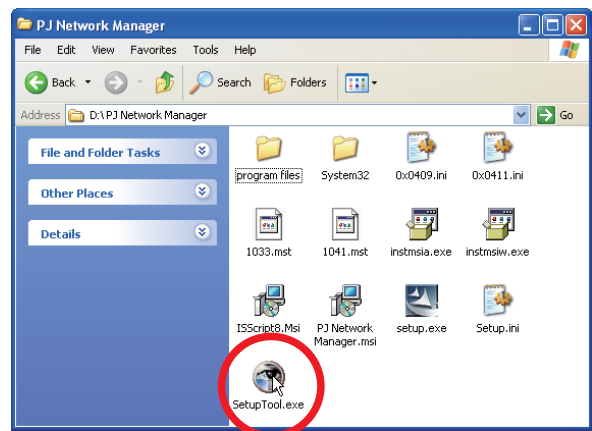 PJ Network Manager
File Edit View Favorites Tools Help
Back Search Folders
Address D:\PJ Network Manager Go
File and Folder Tasks
Other Places
Details
program files System32 0x0409.ini 0x0411.ini
1033.mst 1041.mst instmsia.exe instmsiw.exe
ISScript8.Msi PJ Network Manager.msi setup.exe Setup.ini
SetupTool.exe